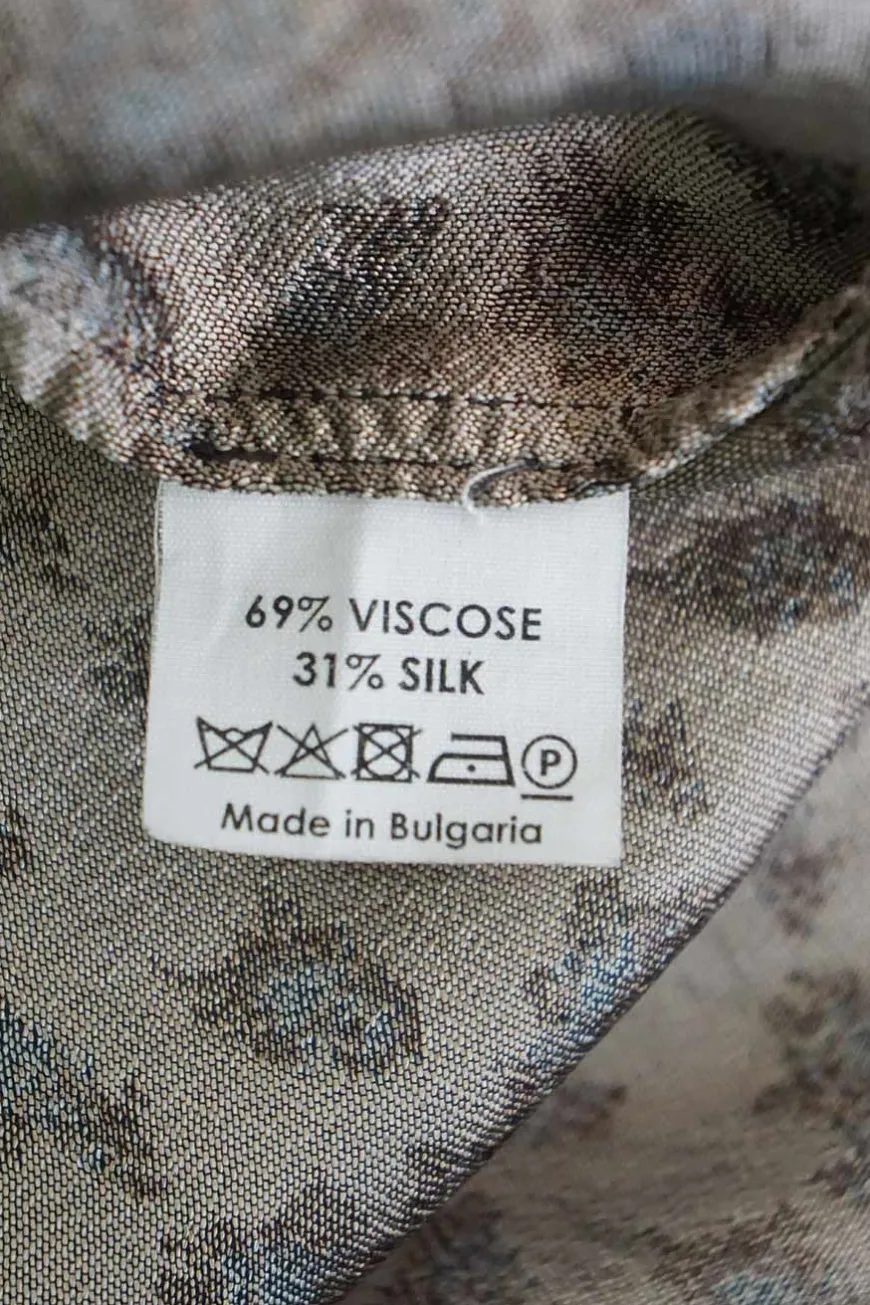 69% VISCOSE
31% SILK
P
Made in Bulgaria